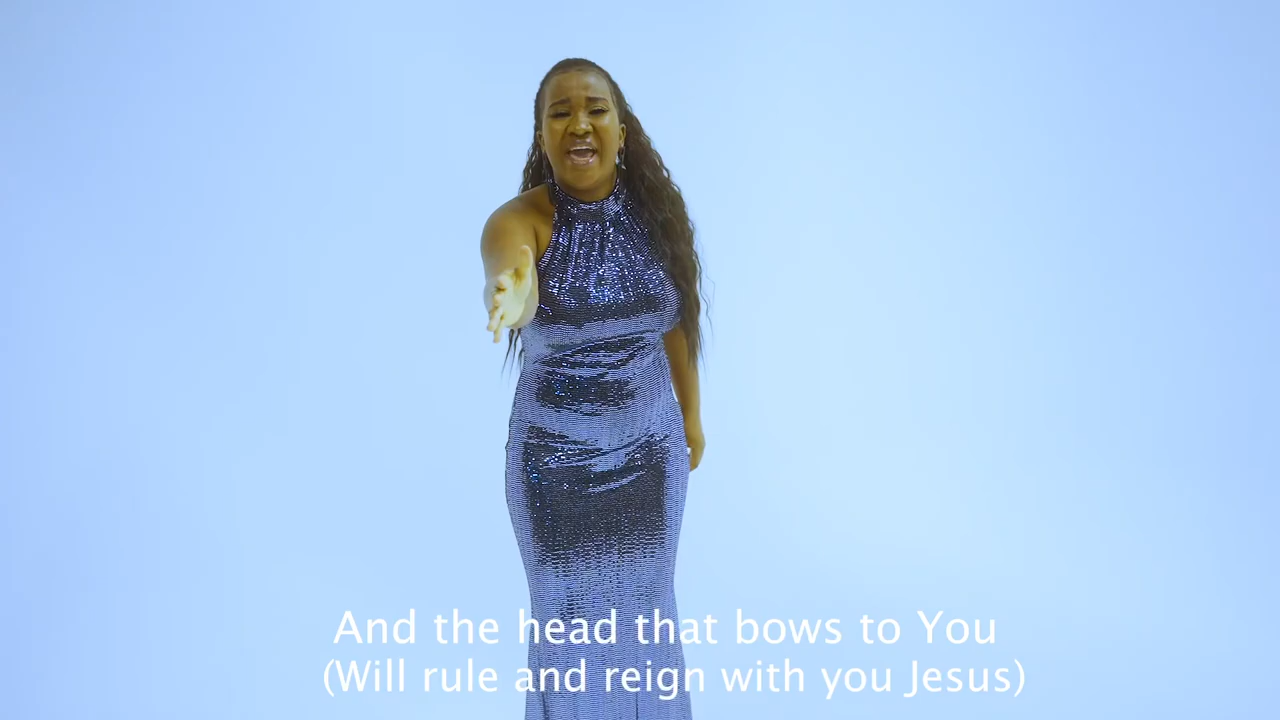 And the head that bows to You
(Will rule and reign with you Jesus)